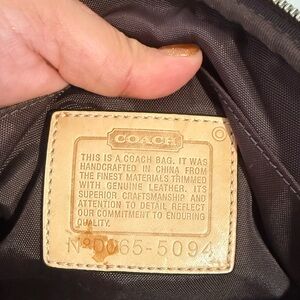 COACH
THIS IS A COACH BAG. IT WAS
HANDCRAFTED IN CHINA FROM
THE FINEST MATERIALS TRIMMED
WITH GENUINE LEATHER. ITS
SUPERIOR CRAFTSMANSHIP AND
ATTENTION TO DETAIL REFLECT
OUR COMMITMENT TO ENDURING
QUALITY.
Nº D065-5094